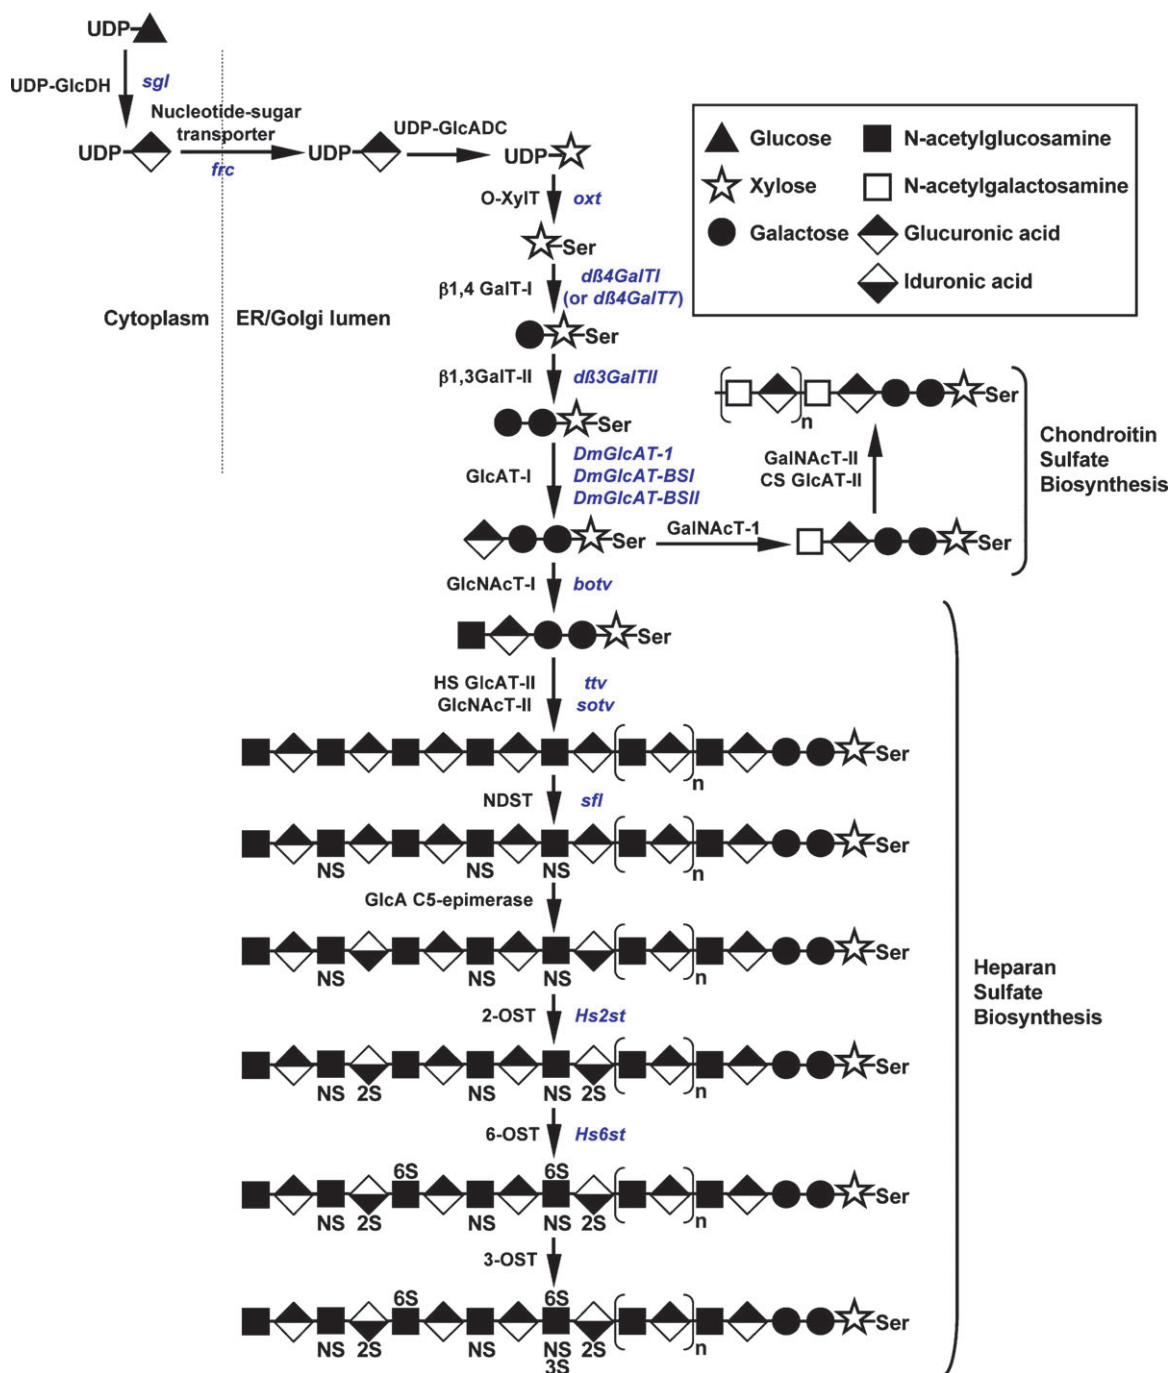 UDP
UDP-GlcDH
sgl
Nucleotide-sugar
transporter
UDP
frc
UDP
UDP-GlcADC
UDP
O-XylT
oxt
Ser
β1,4 GalT-I
dß4GalTI
(or dß4GalT7)
Cytoplasm
ER/Golgi lumen
Ser
β1,3GalT-II
dß3GalTII
Ser
GlcAT-I
DmGlcAT-1
DmGlcAT-BSI
DmGlcAT-BSII
Ser
GalNAcT-1
Ser
GalNAcT-II
CS GlcAT-II
n
Ser
Chondroitin
Sulfate
Biosynthesis
Glucose
N-acetylglucosamine
Xylose
N-acetylgalactosamine
Galactose
Glucuronic acid
Iduronic acid
GlcNAcT-I
botv
Ser
HS GlcAT-II
GlcNAcT-II
ttv
sotv
n
Ser
NDST
sfl
NS NS NS
n
Ser
GlcA C5-epimerase
NS NS NS
n
Ser
2-OST
Hs2st
NS 2S NS NS 2S
n
Ser
6-OST
Hs6st
6S 6S
NS 2S NS NS 2S
n
Ser
3-OST
6S 6S
NS 2S NS NS 2S
3S
n
Ser
Heparan
Sulfate
Biosynthesis